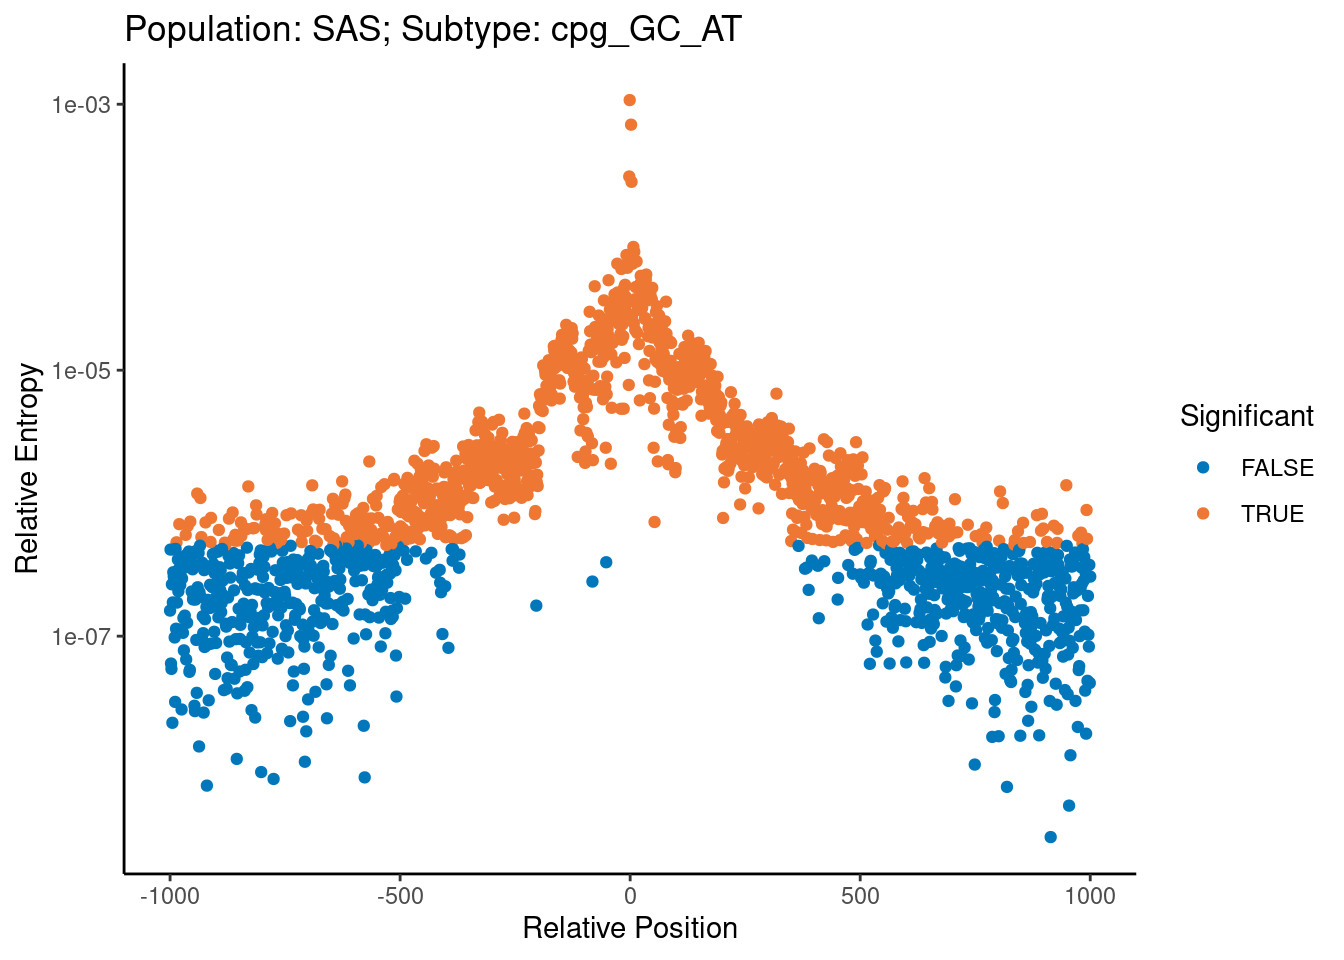 Population: SAS; Subtype: cpg_GC_AT
1e-03
1e-05
1e-07
Relative Entropy
-1000
-500
0
500
1000
Relative Position
Significant
FALSE
TRUE